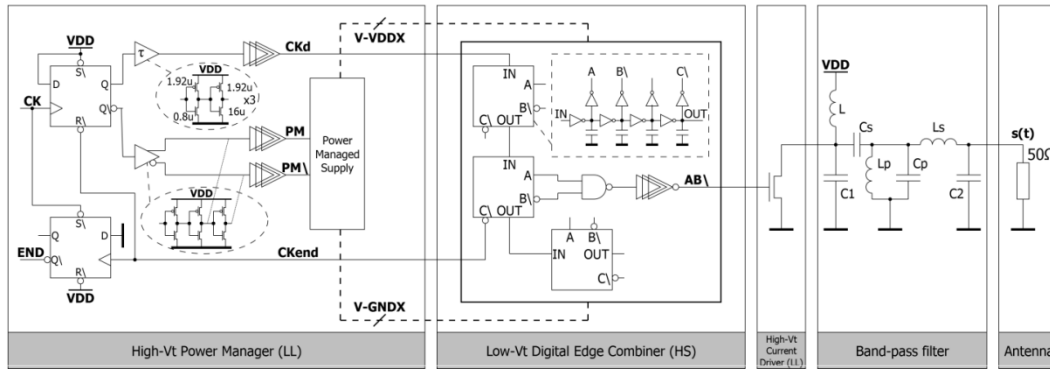 VDD
S\
D
Q
CK
Q\
R\
τ
CKd
VDD
1.92u
1.92u
x3
0.8u
16u
PM
PM\
VDD
S\
Q
D
END
Q\
R\
VDD
CKend
Power
Managed
Supply
V-VDDX
V-GNDX
High-Vt Power Manager (LL)
IN
A
B\
C\
OUT
A
B\
C\
IN
OUT
IN
A
B\
C\
OUT
AB\
A
B\
IN
OUT
C\
Low-Vt Digital Edge Combiner (HS)
High-Vt
Current
Driver (LL)
VDD
L
Cs
Ls
Lp
Cp
C1
C2
Band-pass filter
s(t)
50Ω
Antenna